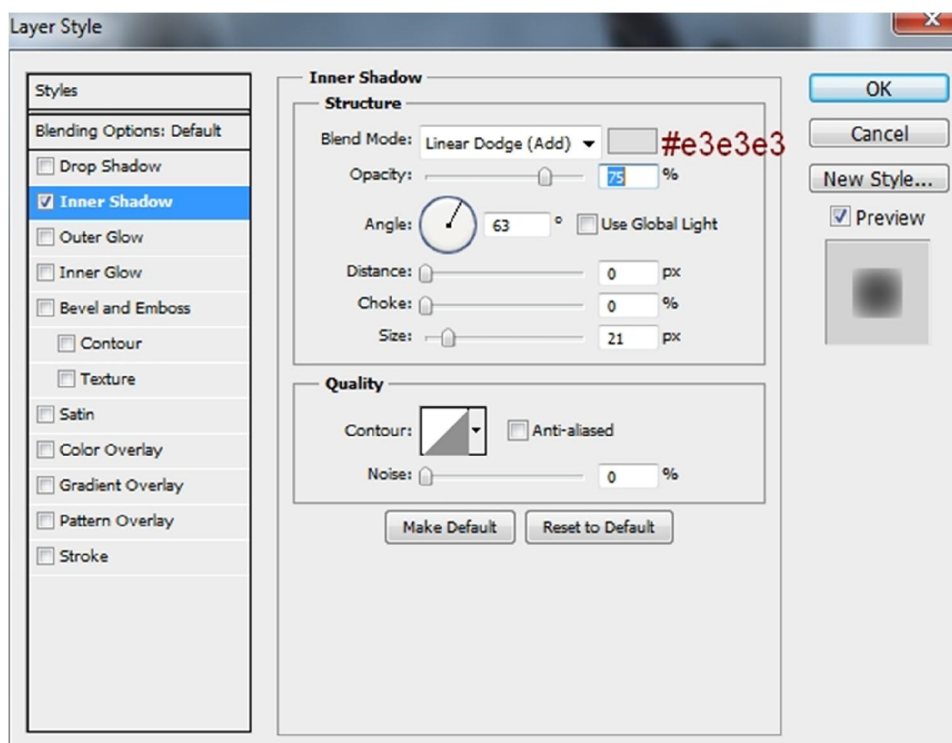 Layer Style
Styles
Blending Options: Default
Drop Shadow
Inner Shadow
Outer Glow
Inner Glow
Bevel and Emboss
Contour
Texture
Satin
Color Overlay
Gradient Overlay
Pattern Overlay
Stroke
Inner Shadow
Structure
Blend Mode: Linear Dodge (Add) #e3e3e3
Opacity: 75 %
Angle: 63 ° Use Global Light
Distance: 0 px
Choke: 0 %
Size: 21 px
Quality
Contour: Anti-aliased
Noise: 0 %
Make Default Reset to Default
OK
Cancel
New Style...
Preview